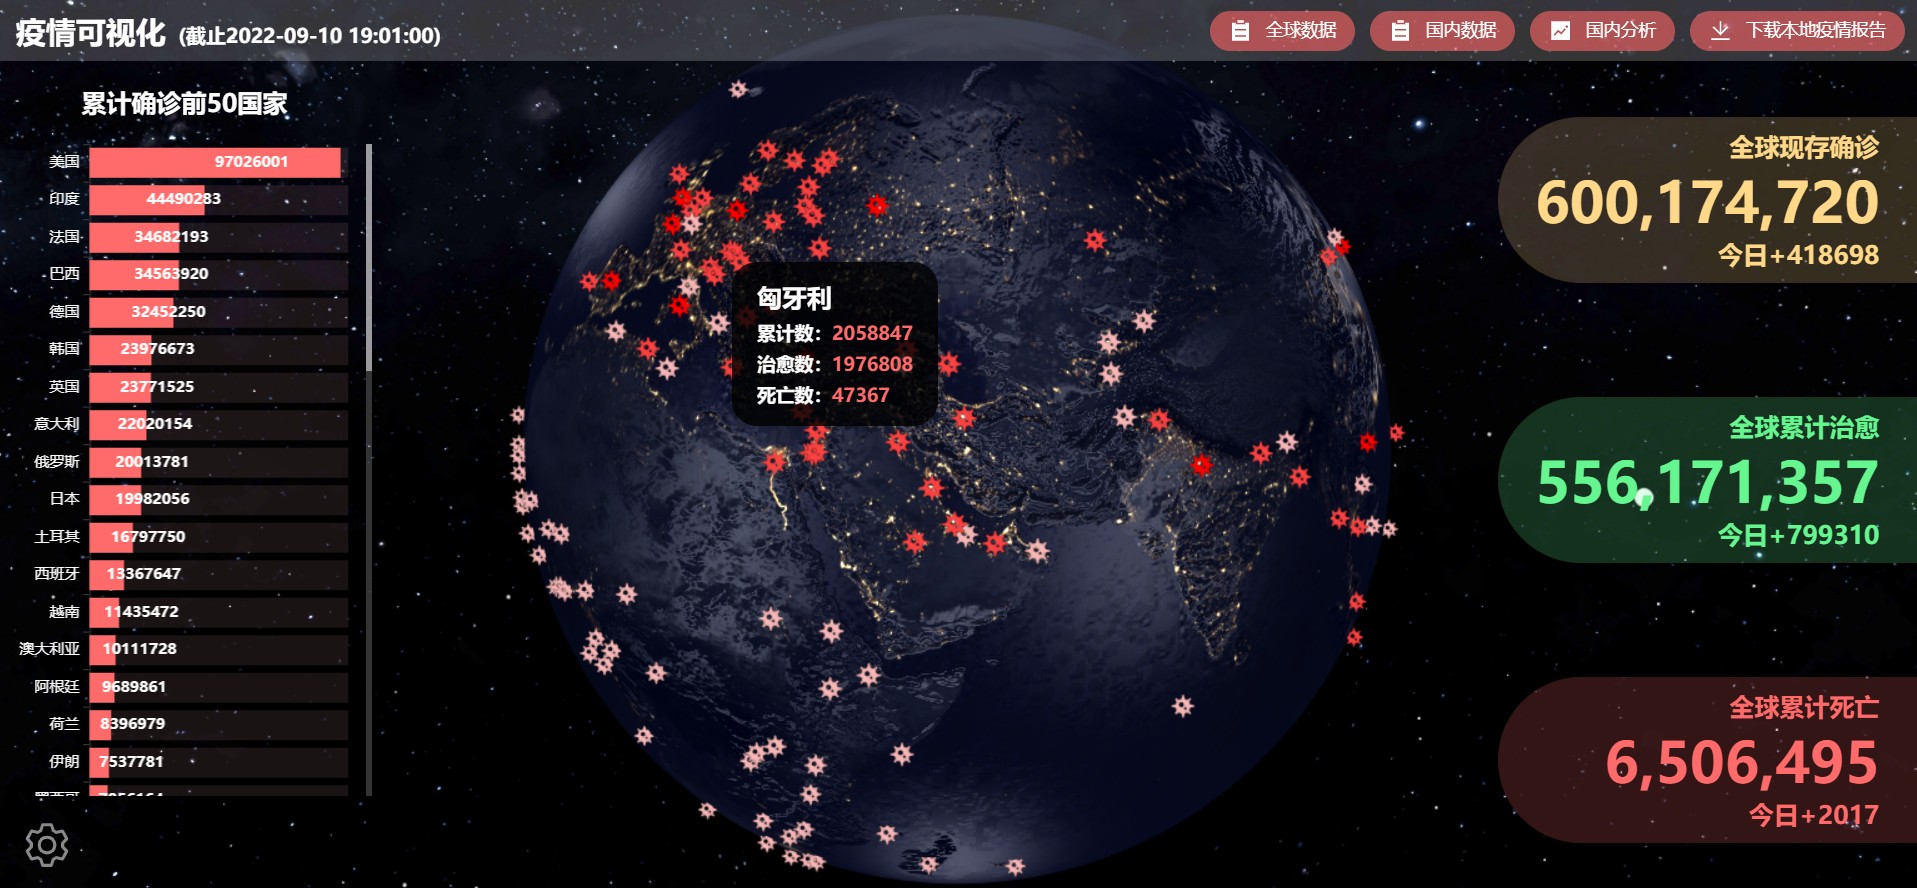 疫情可视化 (截止2022-09-10 19:01:00)
全球数据
国内数据
国内分析
下载本地疫情报告
累计确诊前50国家
美国 97026001
印度 44490283
法国 34682193
巴西 34563920
德国 32452250
韩国 23976673
英国 23771525
意大利 22020154
俄罗斯 20013781
日本 19982056
土耳其 16797750
西班牙 13367647
越南 11435472
澳大利亚 10111728
阿根廷 9689861
荷兰 8396979
伊朗 7537781
匈牙利
累计数：2058847
治愈数：1976808
死亡数：47367
全球现存确诊
600,174,720
今日+418698
全球累计治愈
556,171,357
今日+799310
全球累计死亡
6,506,495
今日+2017